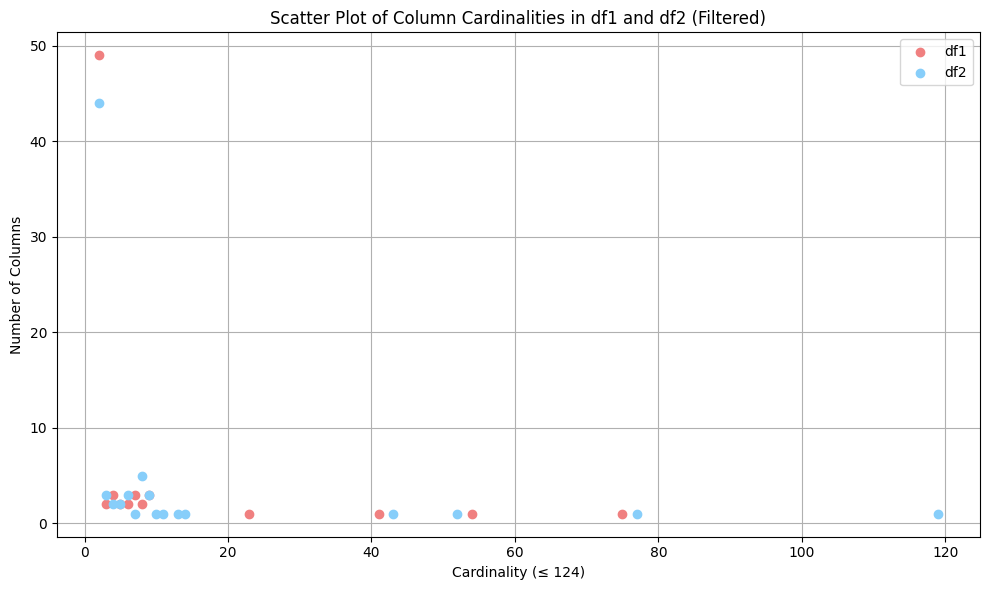 Scatter Plot of Column Cardinalities in df1 and df2 (Filtered)
df1
df2
Number of Columns
50
40
30
20
10
0
0 20 40 60 80 100 120
Cardinality (≤ 124)